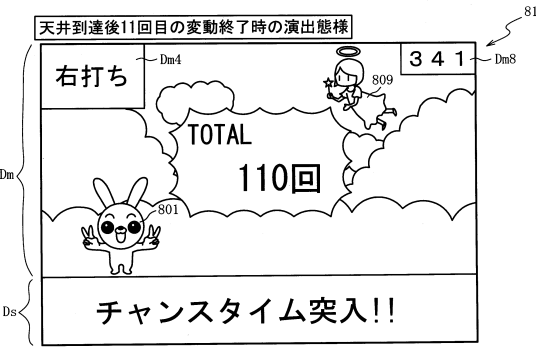 天井到達後11回目の変動終了時の演出態様
81
右打ち
Dm4
341
Dm8
809
TOTAL
110回
Dm
801
Ds
チャンスタイム突入!!